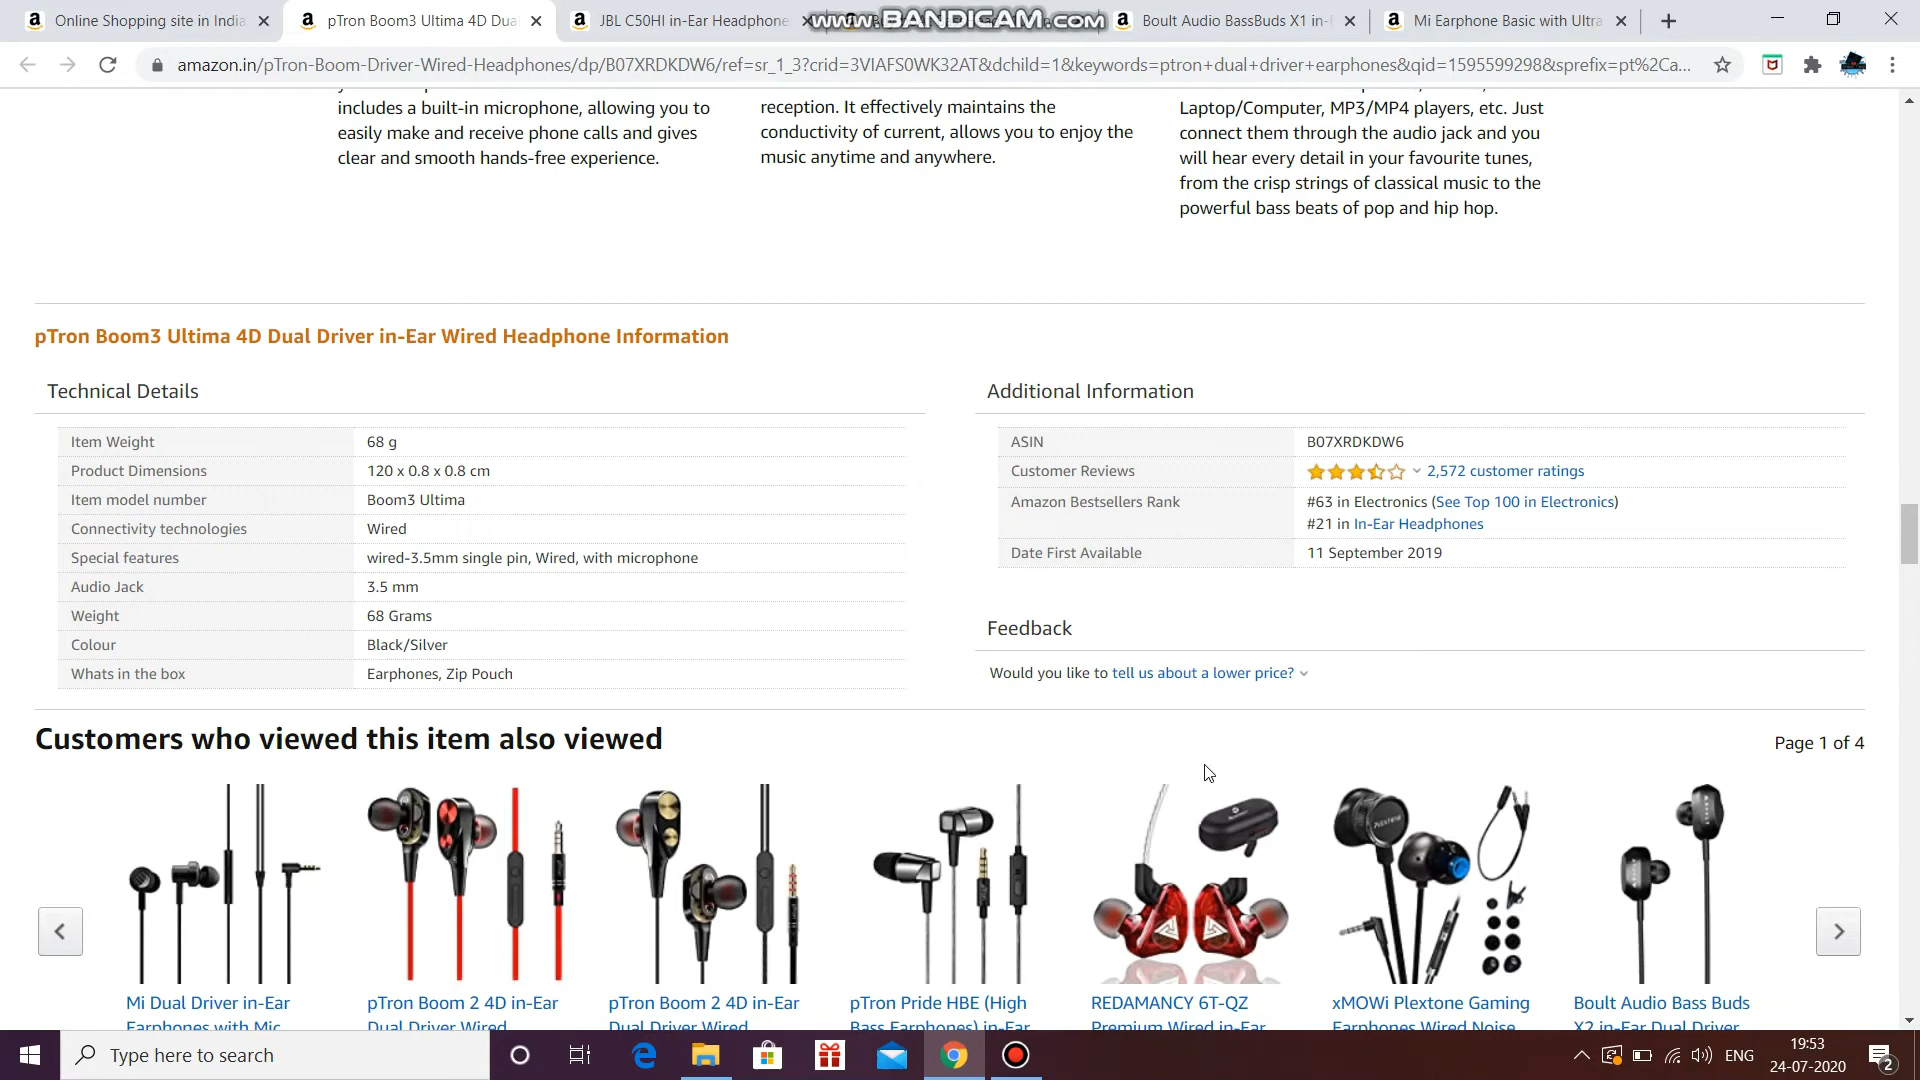 Online Shopping site in India
pTron Boom3 Ultima 4D Dua
JBL C50HI in-Ear Headphone
www.BANDICAM.com
Boult Audio BassBuds X1 in-E
Mi Earphone Basic with Ultra
amazon.in/pTron-Boom-Driver-Wired-Headphones/dp/B07XRDKDW6/ref=sr_1_3?crid=3VIAFS0WK32AT&dchild=1&keywords=ptron+dual+driver+earphones&qid=1595599298&sprefix=pt%2Ca...
includes a built-in microphone, allowing you to
easily make and receive phone calls and gives
clear and smooth hands-free experience.
reception. It effectively maintains the
conductivity of current, allows you to enjoy the
music anytime and anywhere.
Laptop/Computer, MP3/MP4 players, etc. Just
connect them through the audio jack and you
will hear every detail in your favourite tunes,
from the crisp strings of classical music to the
powerful bass beats of pop and hip hop.
pTron Boom3 Ultima 4D Dual Driver in-Ear Wired Headphone Information
Technical Details
Item Weight 68 g
Product Dimensions 120 x 0.8 x 0.8 cm
Item model number Boom3 Ultima
Connectivity technologies Wired
Special features wired-3.5mm single pin, Wired, with microphone
Audio Jack 3.5 mm
Weight 68 Grams
Colour Black/Silver
Whats in the box Earphones, Zip Pouch
Additional Information
ASIN B07XRDKDW6
Customer Reviews 2,572 customer ratings
Amazon Bestsellers Rank #63 in Electronics (See Top 100 in Electronics)
#21 in In-Ear Headphones
Date First Available 11 September 2019
Feedback
Would you like to tell us about a lower price?
Customers who viewed this item also viewed
Page 1 of 4
Mi Dual Driver in-Ear
Earphones with Mic
pTron Boom 2 4D in-Ear
Dual Driver Wired
pTron Boom 2 4D in-Ear
Dual Driver Wired
pTron Pride HBE (High
Bass Earphones) in-Ear
REDAMANCY 6T-QZ
Premium Wired in-Ear
xMOWi Plextone Gaming
Earphones Wired Noise
Boult Audio Bass Buds
X2 in-Ear Dual Driver
Type here to search
ENG
19:53
24-07-2020
2